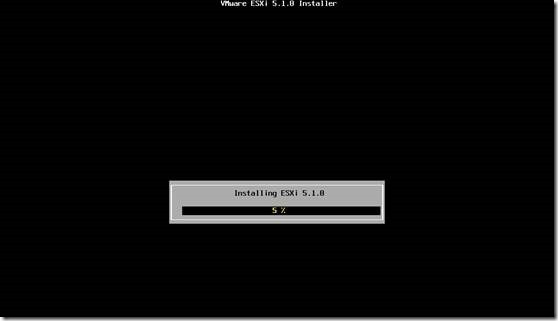 VMware ESXi 5.1.0 Installer
Installing ESXi 5.1.0
5 %